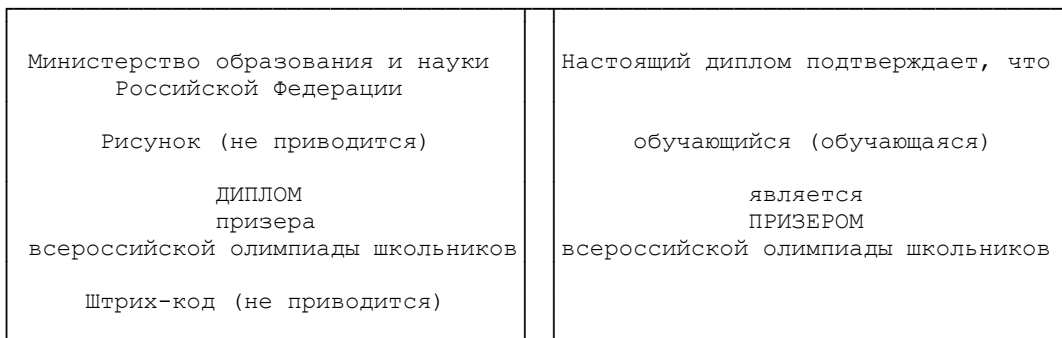 Министерство образования и науки
Российской Федерации
Рисунок (не приводится)
ДИПЛОМ
призера
всероссийской олимпиады школьников
Штрих-код (не приводится)
Настоящий диплом подтверждает, что
обучающийся (обучающаяся)
является
ПРИЗЕРОМ
всероссийской олимпиады школьников